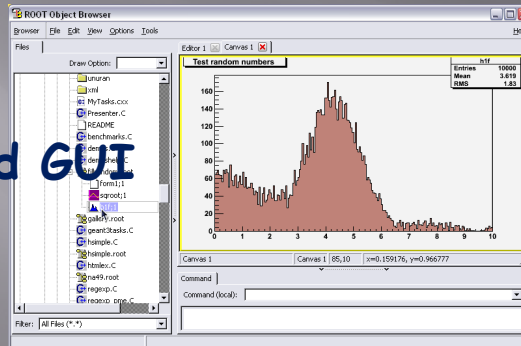 ROOT Object Browser
Browser File Edit View Options Tools
Files
Draw Option:
unuran
xml
MyTasks.cxx
Presenter.C
README
benchmarks.C
form1;1
sqroot;1
gallery.root
geant3tasks.C
hsimple.C
hsimple.root
htmlex.C
na49.root
regexp.C
regexp_pme.C
Filter: All Files (*.*)
d GUI
Editor 1 Canvas 1
Test random numbers
h1f
Entries 10000
Mean 3.619
RMS 1.83
160
140
120
100
80
60
40
20
0
0 1 2 3 4 5 6 7 8 9 10
Canvas 1 Canvas 1 85,10 x=0.159176, y=0.966777
Command
Command (local):